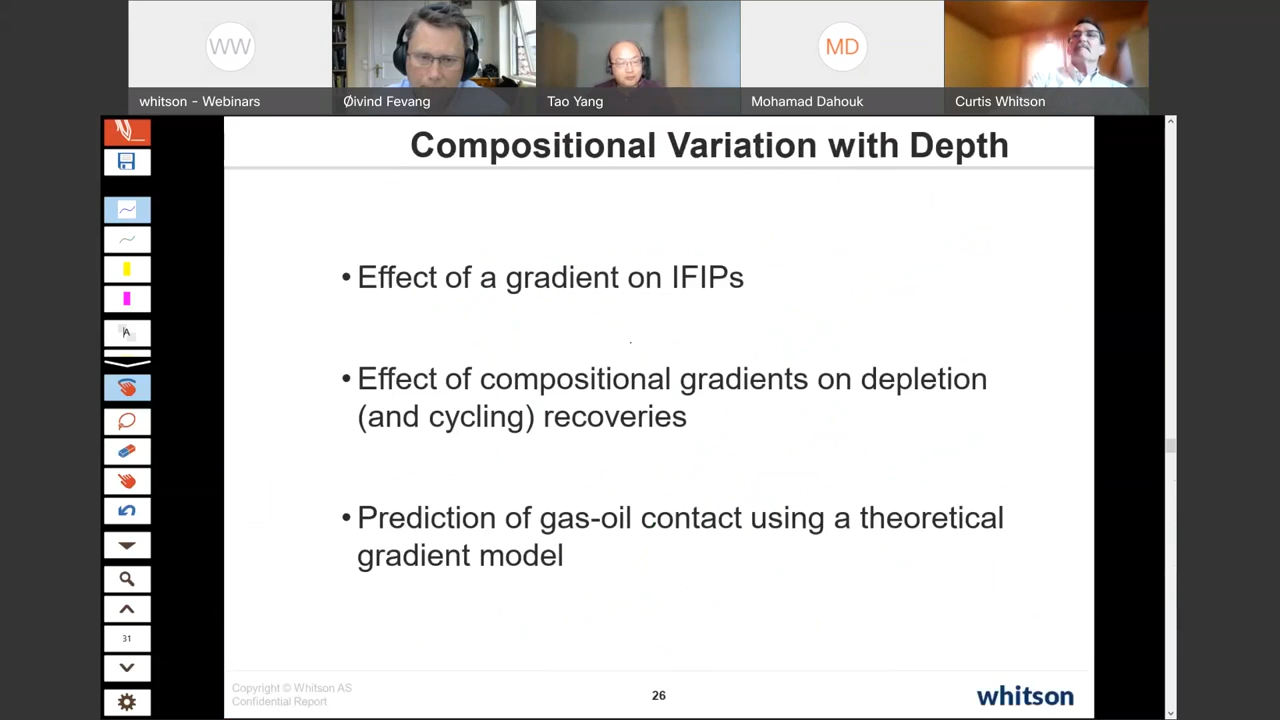 WW
MD
whitson - Webinars
Øivind Fevang
Tao Yang
Mohamad Dahouk
Curtis Whitson
Compositional Variation with Depth
• Effect of a gradient on IFIPs
• Effect of compositional gradients on depletion
(and cycling) recoveries
• Prediction of gas-oil contact using a theoretical
gradient model
A
31
Copyright © Whitson AS
Confidential Report
26
whitson